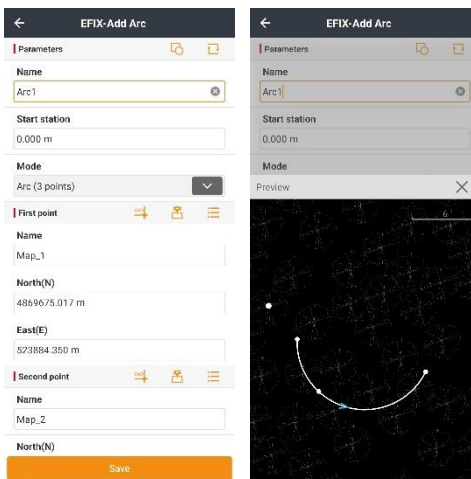 EFIX-Add Arc
Parameters
Name
Arc1
Start station
0.000 m
Mode
Arc (3 points)
First point
Name
Map_1
North(N)
4869675.017 m
East(E)
523884.350 m
Second point
Name
Map_2
North(N)
Save
EFIX-Add Arc
Parameters
Name
Arc1
Start station
0.000 m
Mode
Preview
6